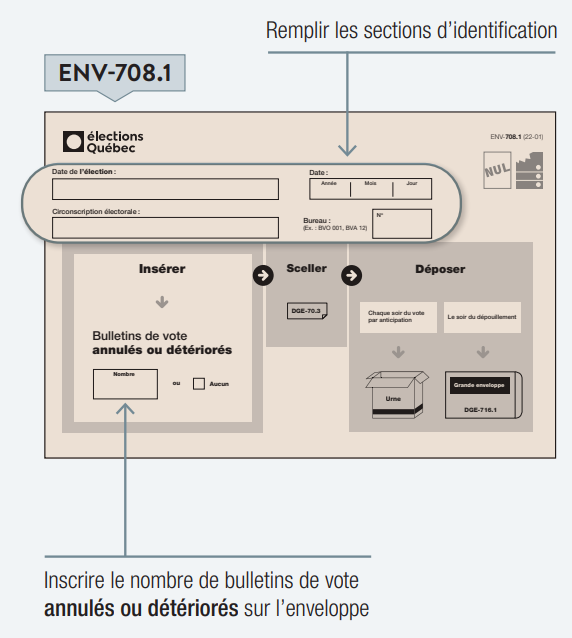 Remplir les sections d'identification
ENV-708.1
élections
Québec
ENV-708.1 (22-01)
NUL
Date de l'élection :
Date :
Année Mois Jour
Circonscription électorale :
Bureau :
(Ex. : BVO 001, BVA 12)
N°
Insérer
Sceller
Déposer
DGE-70.3
Chaque soir du vote
par anticipation
Le soir du dépouillement
Bulletins de vote
annulés ou détériorés
Nombre
ou
Aucun
Urne
Grande enveloppe
DGE-716.1
Inscrire le nombre de bulletins de vote
annulés ou détériorés sur l'enveloppe